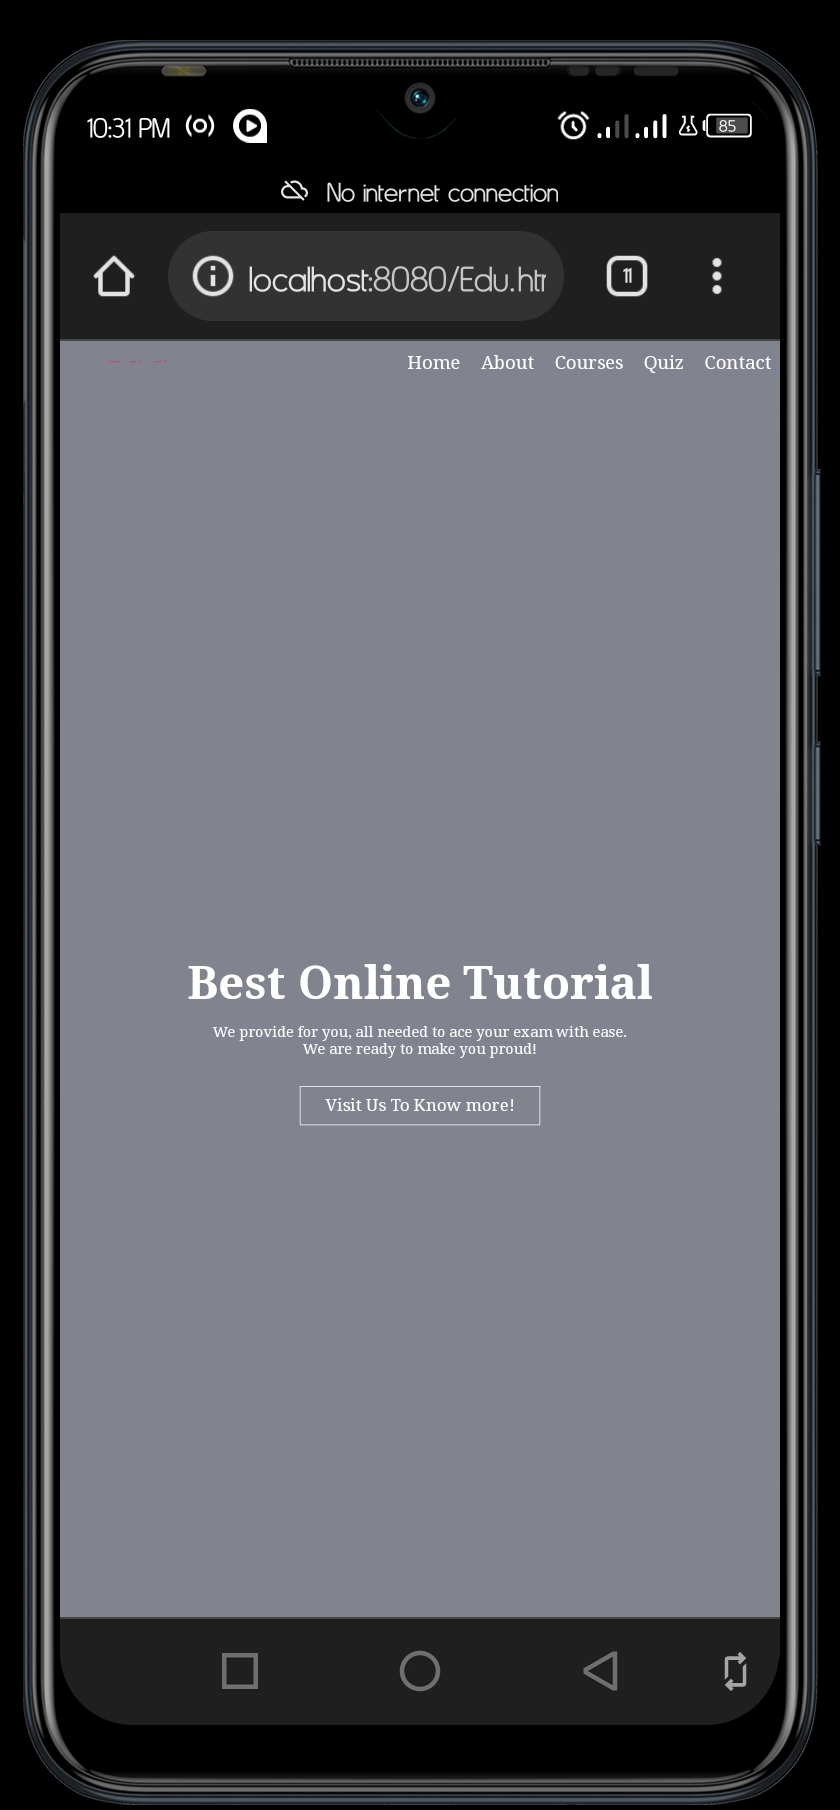 10:31 PM 85
No internet connection
localhost:8080/Edu.htm
11
Home About Courses Quiz Contact
Best Online Tutorial
We provide for you, all needed to ace your exam with ease.
We are ready to make you proud!
Visit Us To Know more!